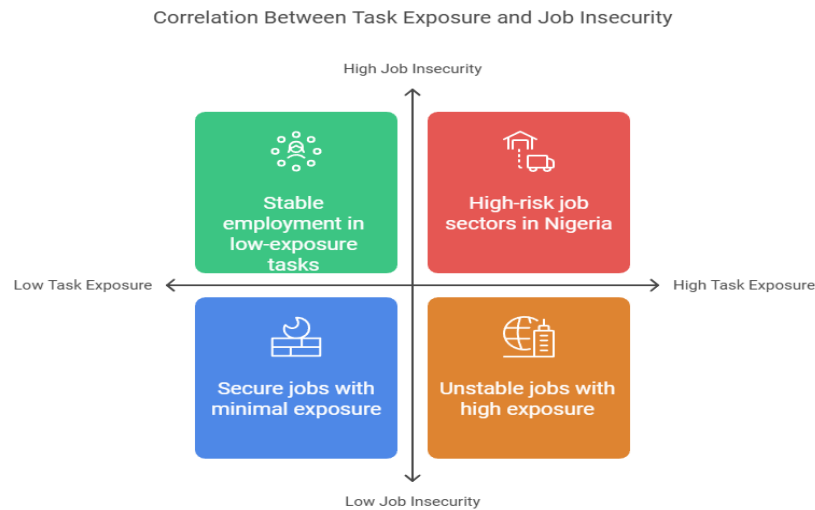 Correlation Between Task Exposure and Job Insecurity
High Job Insecurity
Stable
employment in
low-exposure
tasks
High-risk job
sectors in Nigeria
Low Task Exposure
High Task Exposure
Secure jobs with
minimal exposure
Unstable jobs with
high exposure
Low Job Insecurity